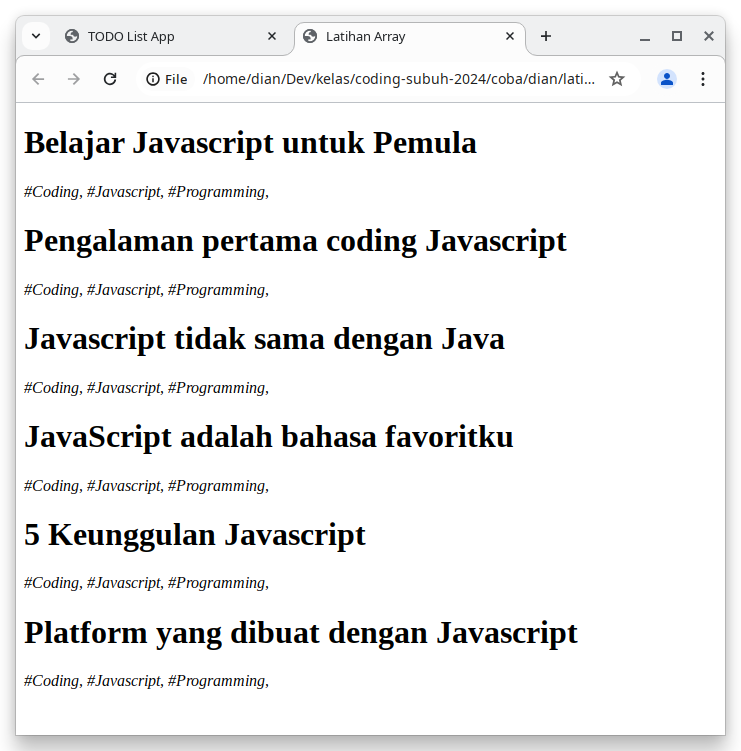 TODO List App
Latihan Array
File
/home/dian/Dev/kelas/coding-subuh-2024/coba/dian/lati...
Belajar Javascript untuk Pemula
#Coding, #Javascript, #Programming,
Pengalaman pertama coding Javascript
#Coding, #Javascript, #Programming,
Javascript tidak sama dengan Java
#Coding, #Javascript, #Programming,
JavaScript adalah bahasa favoritku
#Coding, #Javascript, #Programming,
5 Keunggulan Javascript
#Coding, #Javascript, #Programming,
Platform yang dibuat dengan Javascript
#Coding, #Javascript, #Programming,